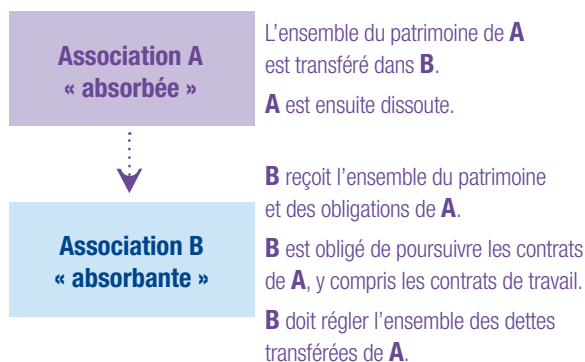 Association A
« absorbée »
L’ensemble du patrimoine de A
est transféré dans B.
A est ensuite dissoute.
Association B
« absorbante »
B reçoit l’ensemble du patrimoine
et des obligations de A.
B est obligé de poursuivre les contrats
de A, y compris les contrats de travail.
B doit régler l’ensemble des dettes
transférées de A.